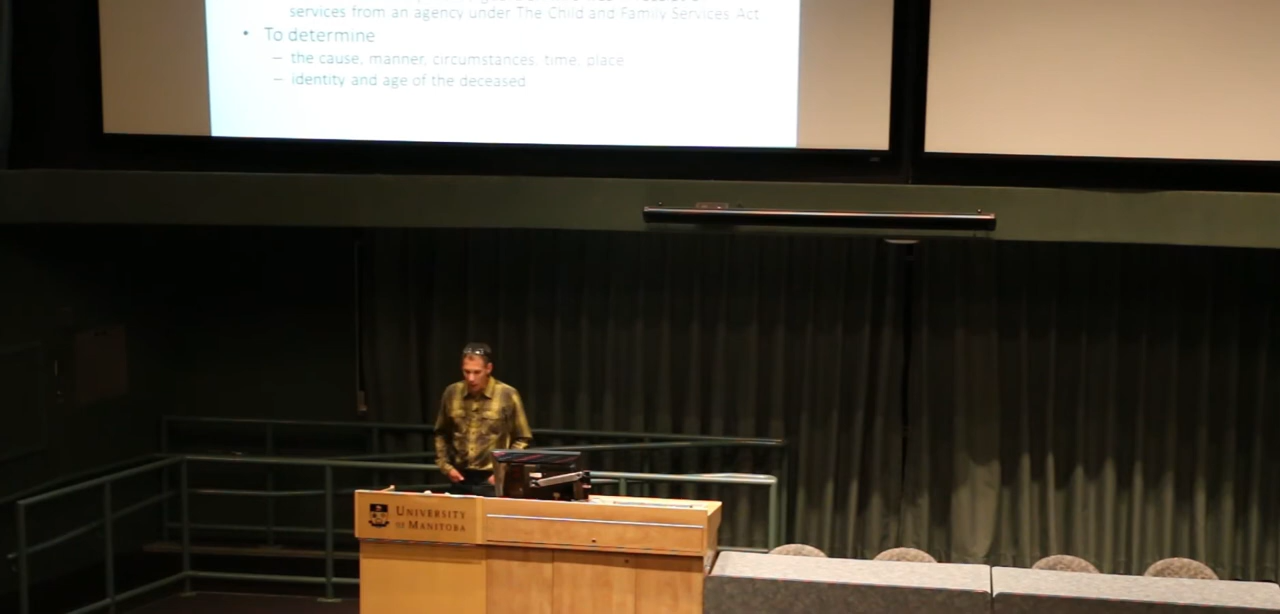 services from an agency under The Child and Family Services Act
• To determine
– the cause, manner, circumstances, time, place
– identity and age of the deceased
UNIVERSITY
OF MANITOBA